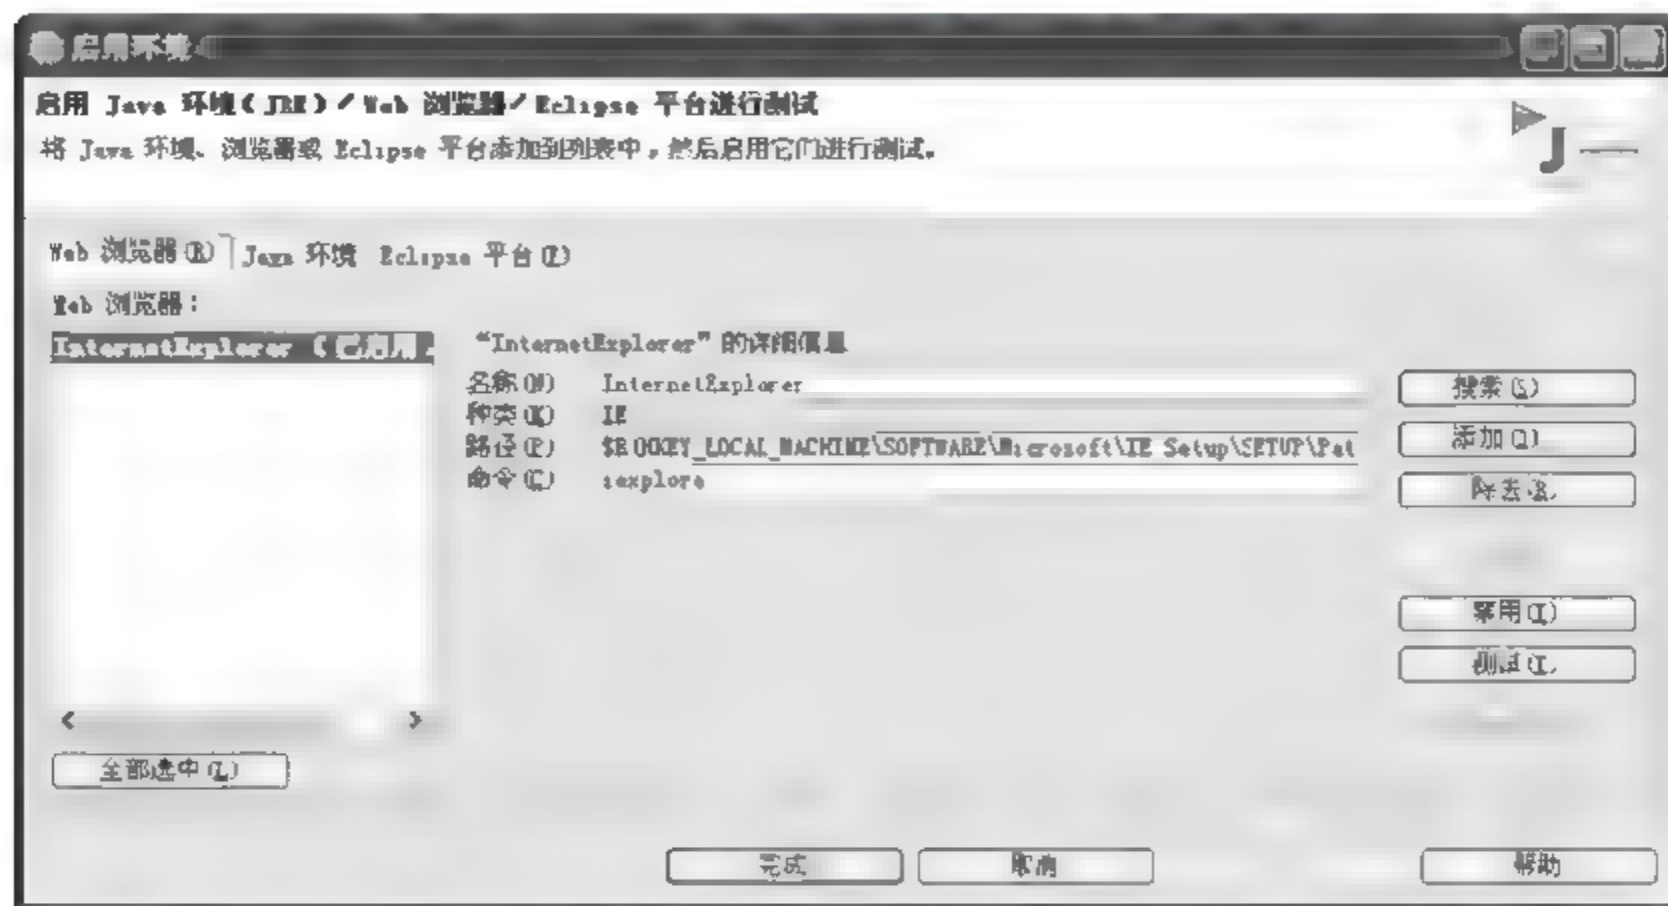 启用环境
启用 Java 环境(JRE)/Web 浏览器/Eclipse 平台进行测试
将 Java 环境、浏览器或 Eclipse 平台添加到列表中,然后启用它们进行测试。
Web 浏览器(B) Java 环境 Eclipse 平台(P)
Web 浏览器:
InternetExplorer (已启用
“InternetExplorer”的详细信息
名称(N) InternetExplorer
种类(K) IE
路径(P) \SOFTWARE\Microsoft\IE Setup\SETUP\Pat
命令(C) iexplore
搜索(S)
添加
除去(R)
禁用
测试(T)
全部选中(L)
完成
取消
帮助